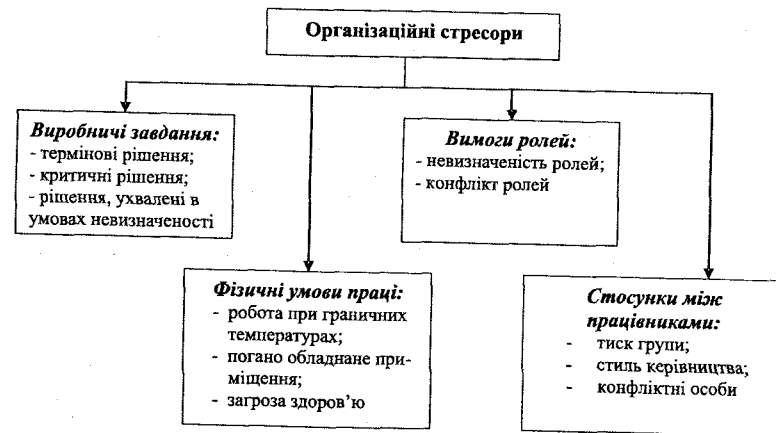 Організаційні стресори
Виробничі завдання:
- термінові рішення;
- критичні рішення;
- рішення, ухвалені в
умовах невизначеності
Вимоги ролей:
- невизначеність ролей;
- конфлікт ролей
Фізичні умови праці:
- робота при граничних
температурах;
- погано обладнане при-
міщення;
- загроза здоров’ю
Стосунки між
працівниками:
- тиск групи;
- стиль керівництва;
- конфліктні особи